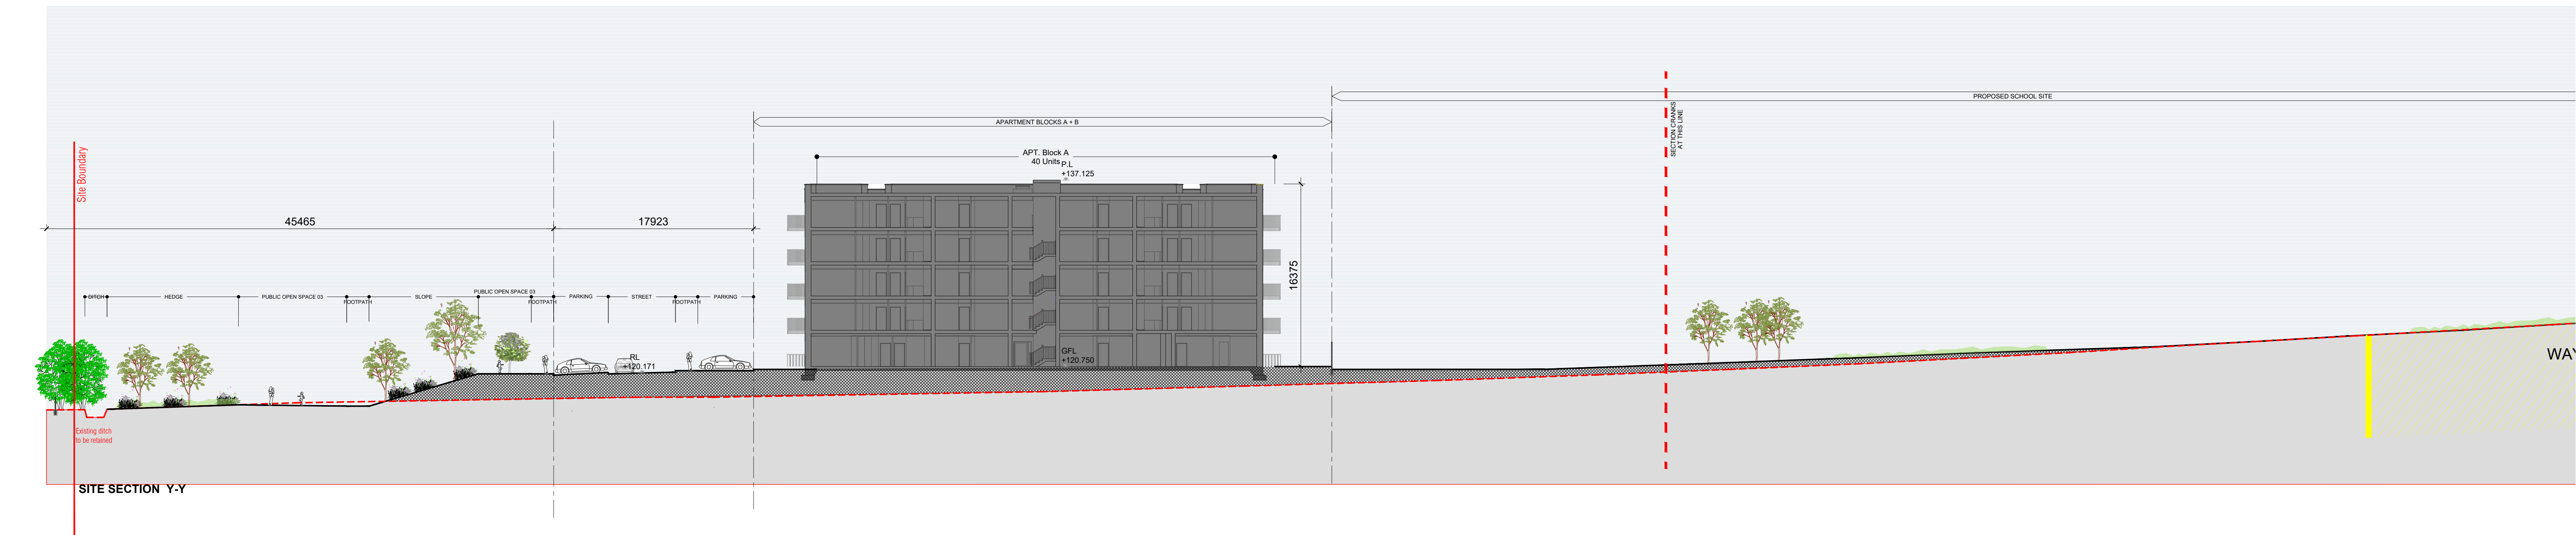 PROPOSED SCHOOL SITE
APARTMENT BLOCKS A + B
SECTION CRANKS
AT THIS LINE
Site Boundary
APT. Block A
40 Units
P.L
+137.125
45465
17923
16375
DITCH
HEDGE
PUBLIC OPEN SPACE 03
FOOTPATH
SLOPE
PUBLIC OPEN SPACE 03
FOOTPATH
PARKING
STREET
FOOTPATH
PARKING
RL
+120.171
GFL
+120.750
WAY
Existing ditch
to be retained
SITE SECTION Y-Y